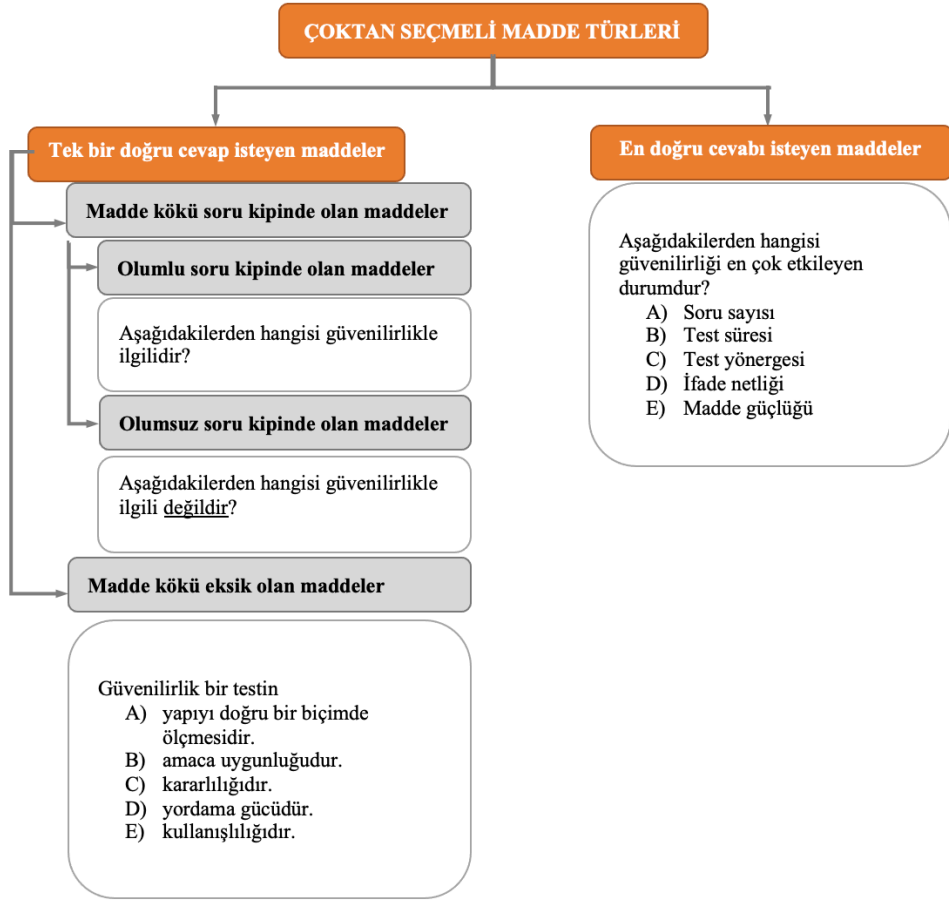 ÇOKTAN SEÇMELİ MADDE TÜRLERİ
Tek bir doğru cevap isteyen maddeler
Madde kökü soru kipinde olan maddeler
Olumlu soru kipinde olan maddeler
Aşağıdakilerden hangisi güvenilirlikle
ilgilidir?
Olumsuz soru kipinde olan maddeler
Aşağıdakilerden hangisi güvenilirlikle
ilgili değildir?
Madde kökü eksik olan maddeler
Güvenilirlik bir testin
A) yapıyı doğru bir biçimde
ölçmesidir.
B) amaca uygunluğudur.
C) kararlılığıdır.
D) yordama gücüdür.
E) kullanışlılığıdır.
En doğru cevabı isteyen maddeler
Aşağıdakilerden hangisi
güvenilirliği en çok etkileyen
durumdur?
A) Soru sayısı
B) Test süresi
C) Test yönergesi
D) İfade netliği
E) Madde güçlüğü